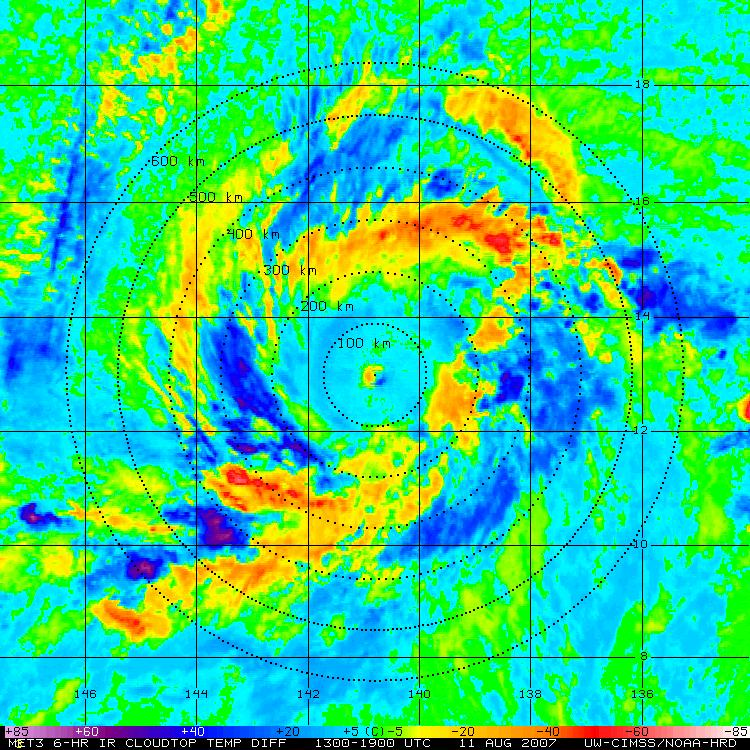 18
600 km
500 km
16
400 km
300 km
200 km
14
100 km
12
10
8
146 144 142 140 138 136
+85 +60 +40 +20 +5 (C) -5 -20 -40 -60 -85
MET3 6-HR IR CLOUDTOP TEMP DIFF 1300-1900 UTC 11 AUG 2007 UW-CIMSS/NOAA-HRD